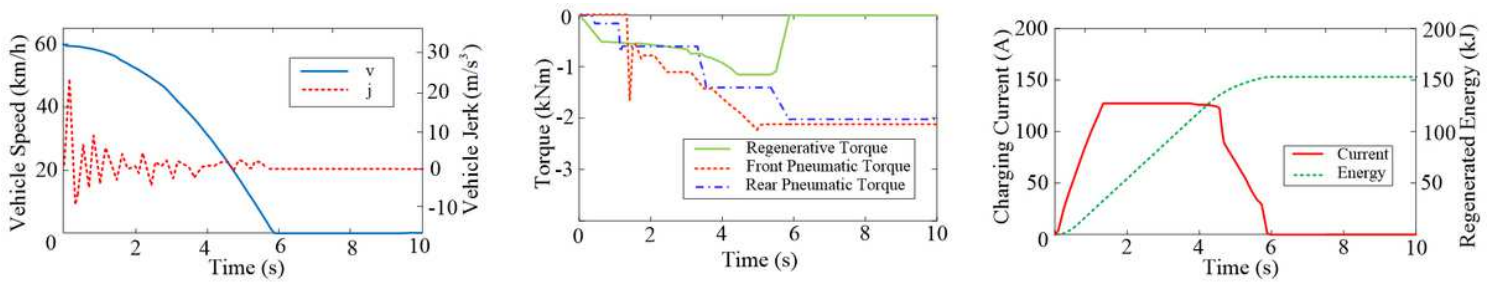 Vehicle Speed (km/h)
60
40
20
0
v
j
30
20
10
0
-10
Vehicle Jerk (m/s³)
2
4
6
8
10
Time (s)
Torque (kNm)
0
-1
-2
-3
Regenerative Torque
Front Pneumatic Torque
Rear Pneumatic Torque
0
2
4
6
8
10
Time (s)
Charging Current (A)
200
150
100
50
0
Current
Energy
200
150
100
50
Regenerated Energy (kJ)
2
4
6
8
10
Time (s)